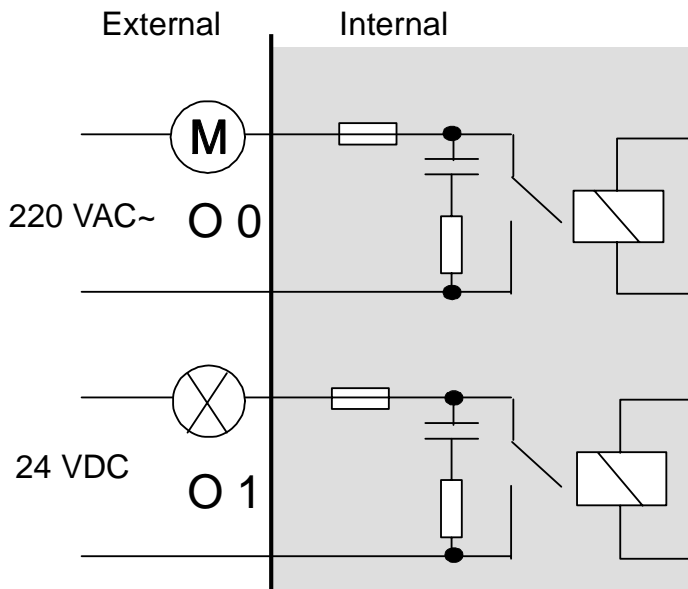 External Internal
M
220 VAC~ O 0
24 VDC
O 1